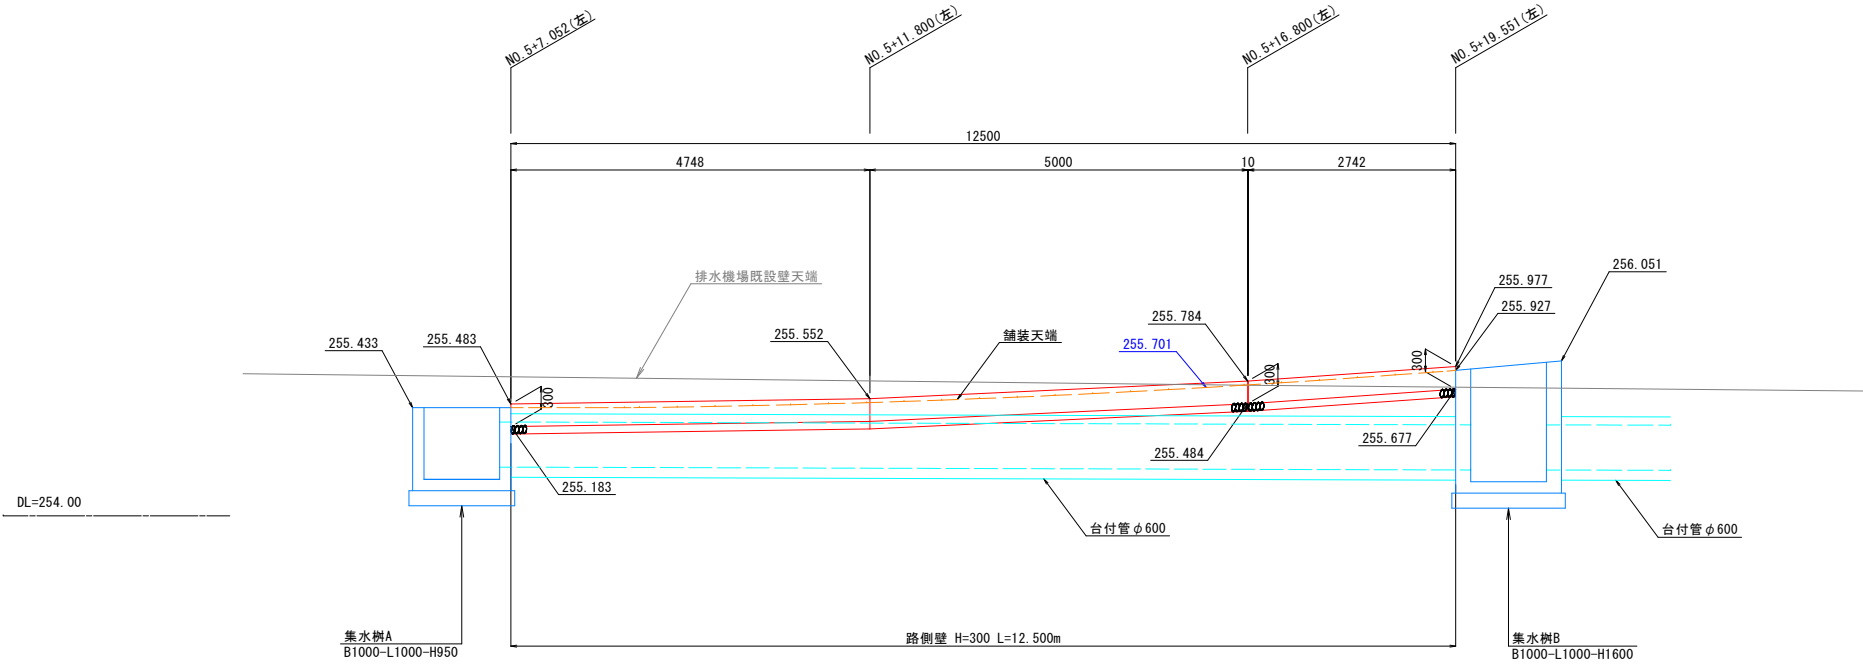 NO.5+7.052(左)
NO.5+11.800(左)
NO.5+16.800(左)
NO.5+19.551(左)
12500
4748
5000
10
2742
排水機場既設壁天端
256.051
255.977
255.927
255.784
255.552
舗装天端
255.701
255.483
255.433
300
300
300
255.677
255.484
255.183
DL=254.00
台付管φ600
台付管φ600
路側壁 H=300 L=12.500m
集水桝A
B1000-L1000-H950
集水桝B
B1000-L1000-H1600